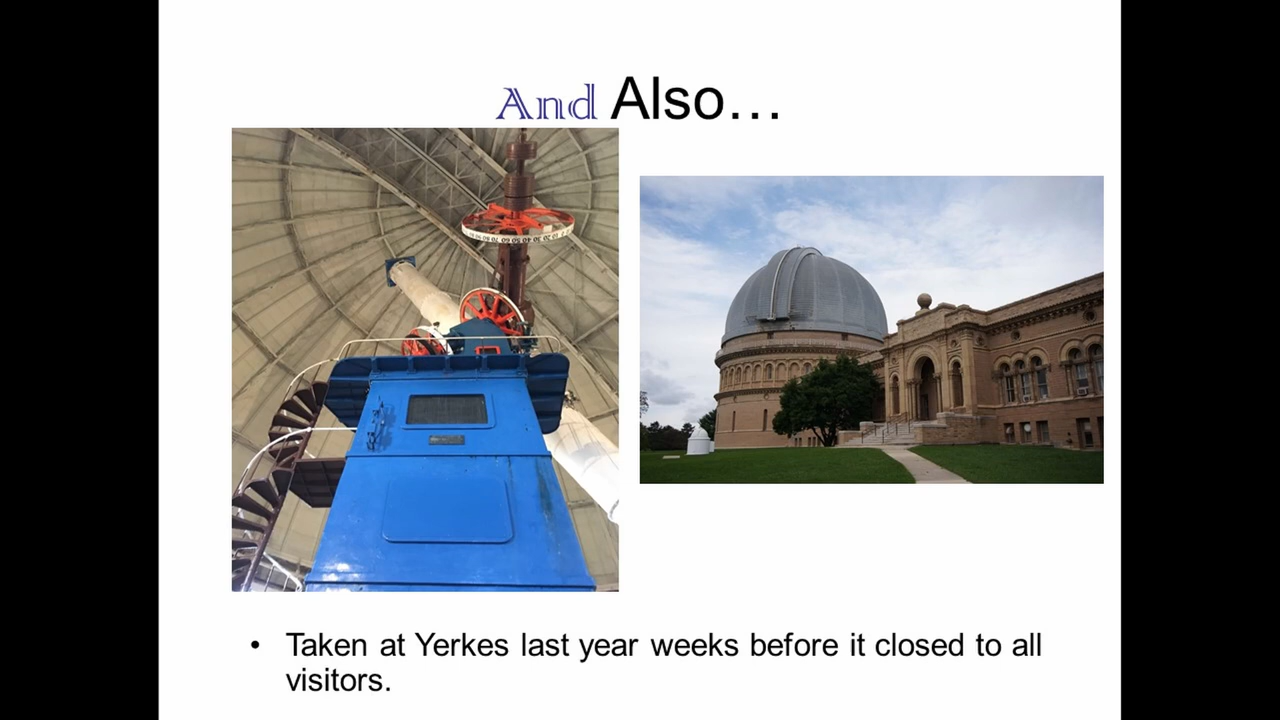 And Also…
• Taken at Yerkes last year weeks before it closed to all
visitors.